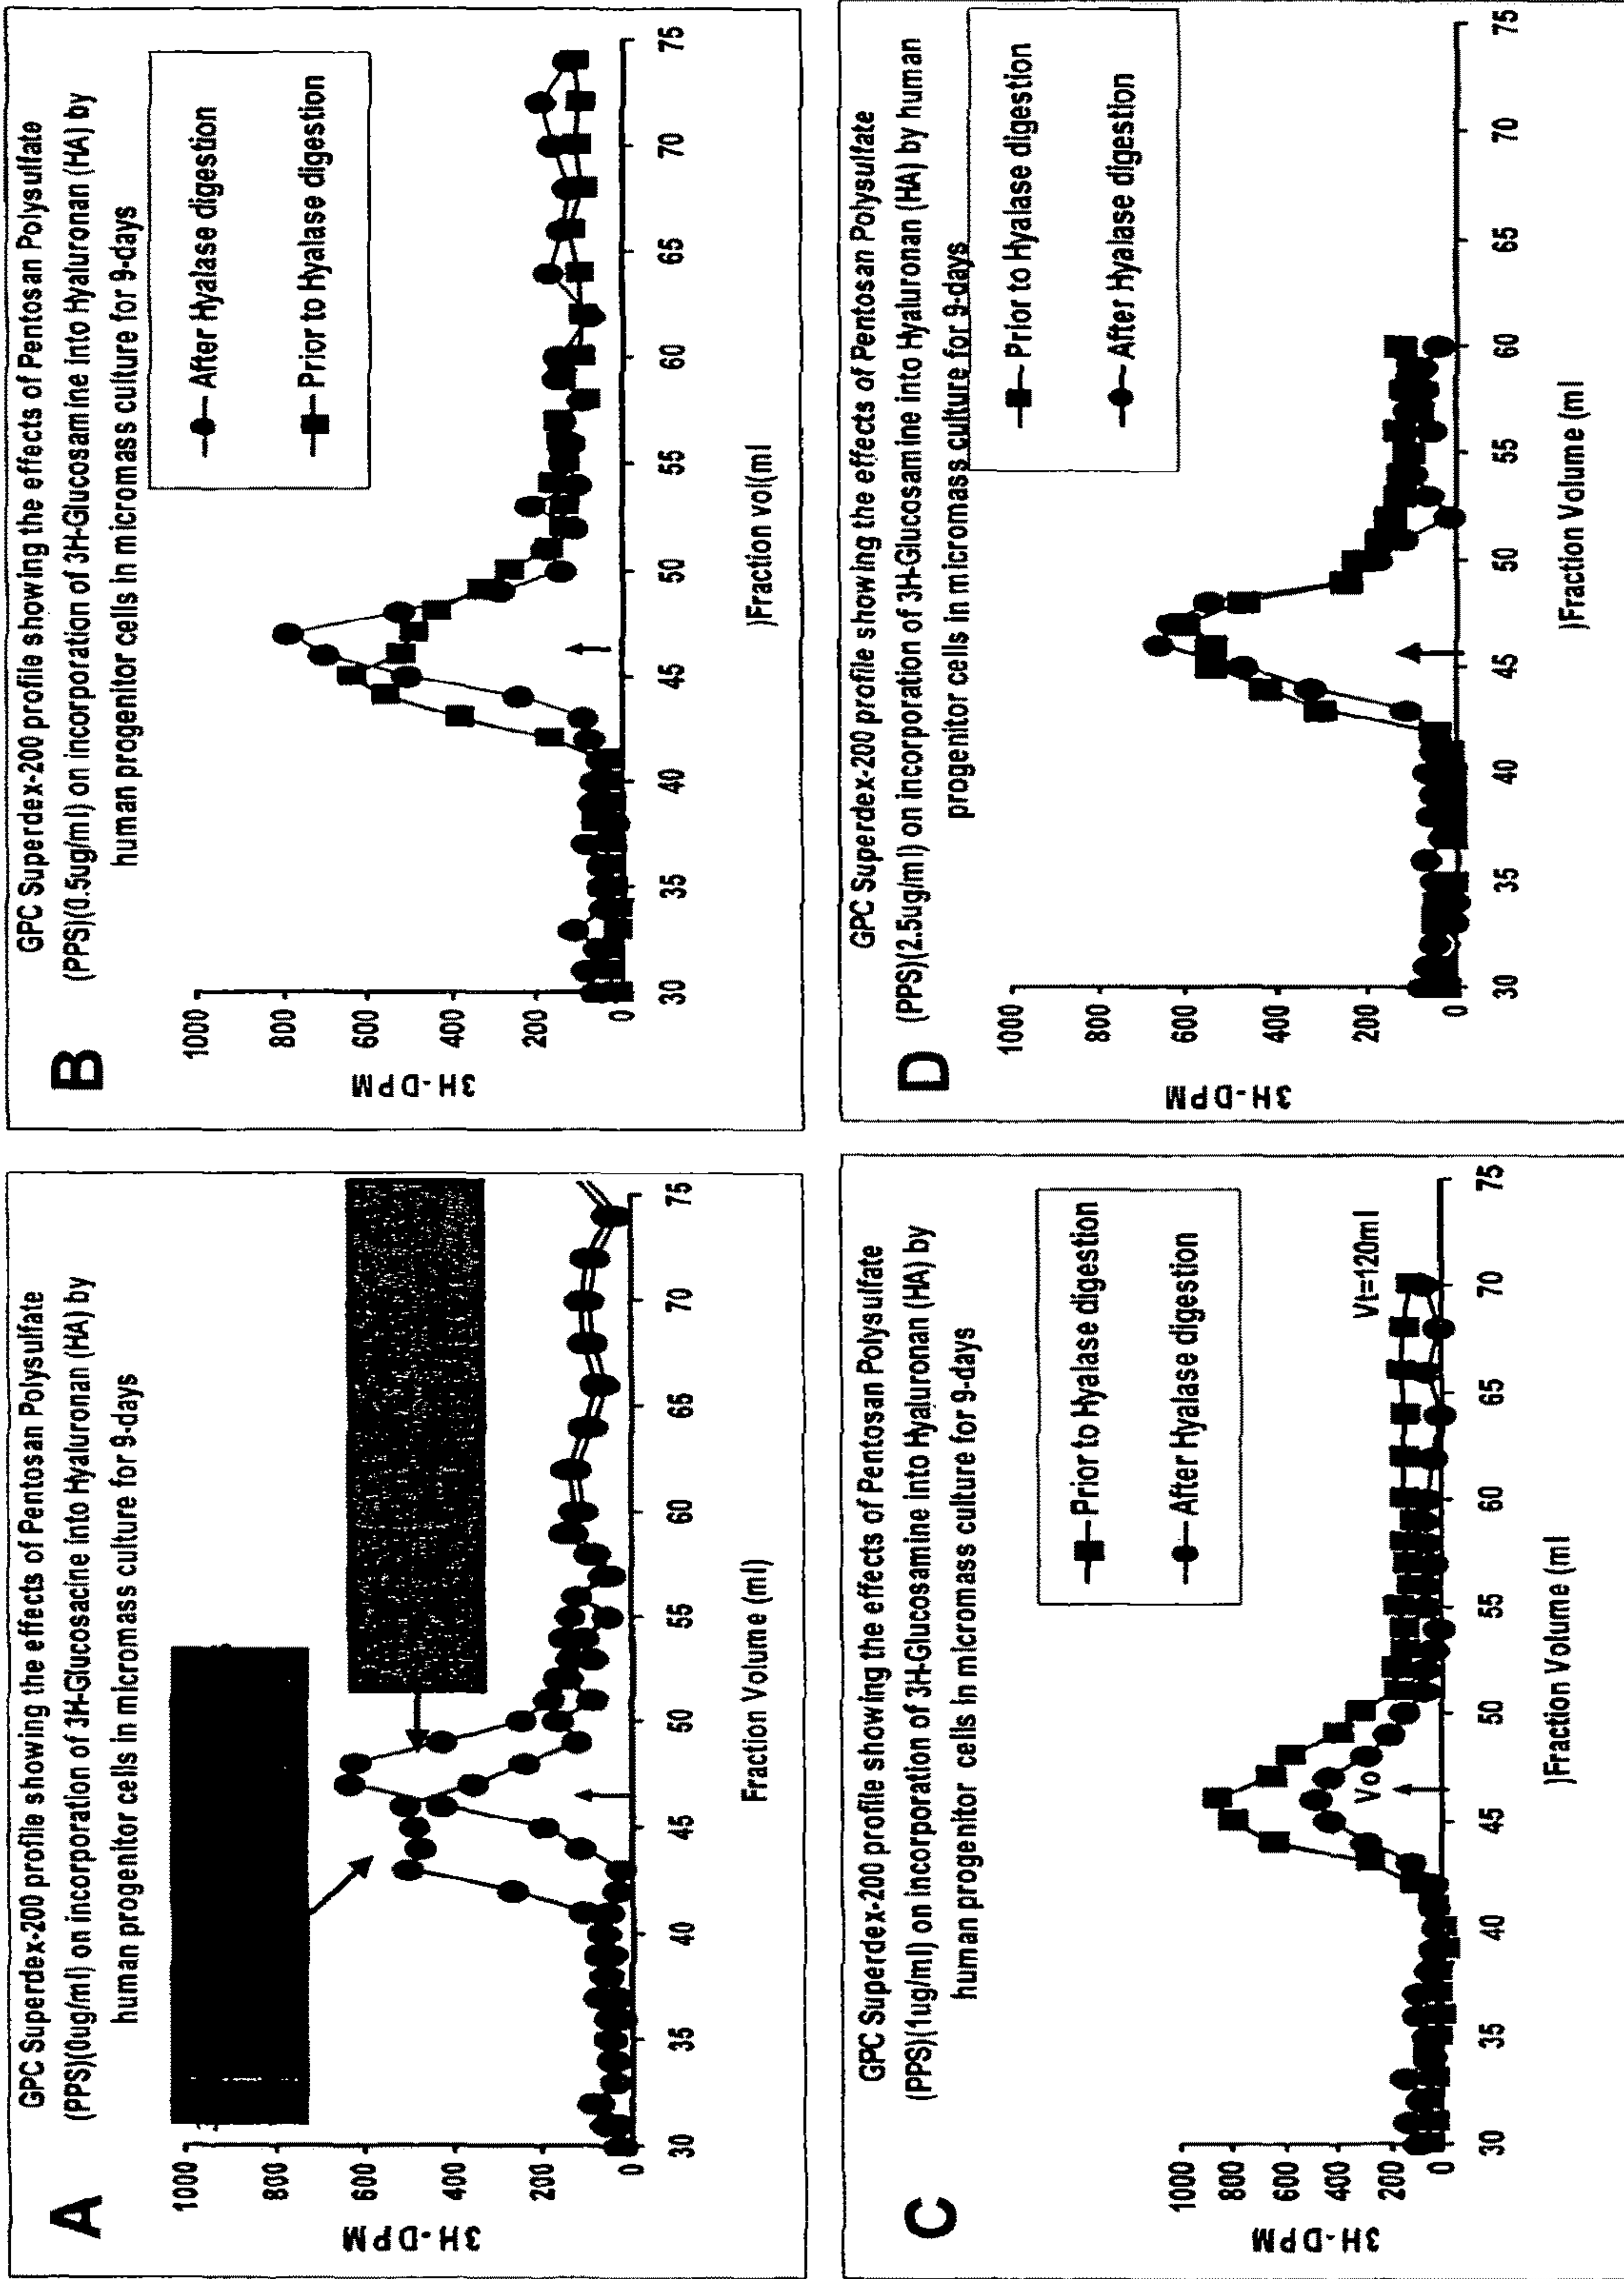 A
GPC Superdex-200 profile showing the effects of Pentosan Polysulfate
(PPS)(0ug/ml) on incorporation of 3H-Glucosacine into Hyaluronan (HA) by
human progenitor cells in micromass culture for 9-days
3H-DPM
1000
800
600
400
200
0
30
35
40
45
50
55
60
65
70
75
Fraction Volume (ml)
B
GPC Superdex-200 profile showing the effects of Pentosan Polysulfate
(PPS)(0.5ug/ml) on incorporation of 3H-Glucosamine into Hyaluronan (HA) by
human progenitor cells in micromass culture for 9-days
After Hyalase digestion
Prior to Hyalase digestion
3H-DPM
1000
800
600
400
200
0
30
35
40
45
50
55
60
65
70
75
)Fraction vol(ml
C
GPC Superdex-200 profile showing the effects of Pentosan Polysulfate
(PPS)(1ug/ml) on incorporation of 3H-Glucosamine into Hyaluronan (HA) by
human progenitor cells in micromass culture for 9-days
Prior to Hyalase digestion
After Hyalase digestion
Vt=120ml
Vo
3H-DPM
1000
800
600
400
200
0
30
35
40
45
50
55
60
65
70
75
)Fraction Volume (ml
D
GPC Superdex-200 profile showing the effects of Pentosan Polysulfate
(PPS)(2.5ug/ml) on incorporation of 3H-Glucosamine into Hyaluronan (HA) by human
progenitor cells in micromass culture for 9-days
Prior to Hyalase digestion
After Hyalase digestion
3H-DPM
1000
800
600
400
200
0
30
35
40
45
50
55
60
65
70
75
)Fraction Volume (ml